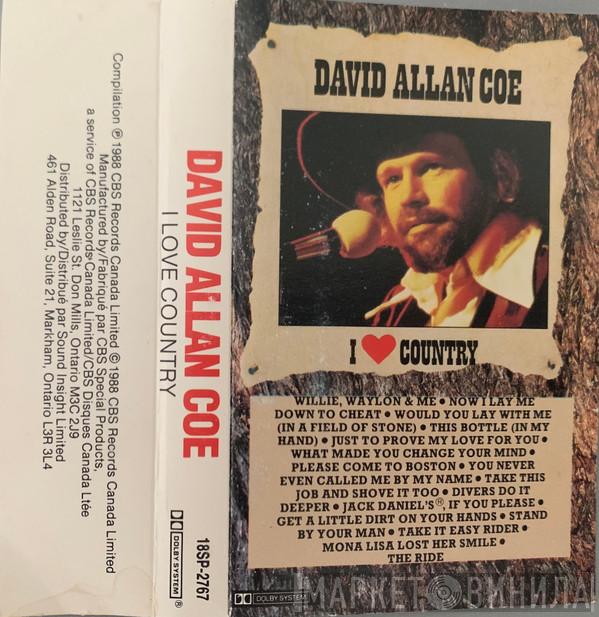 Compilation ℗ 1988 CBS Records Canada Limited © 1988 CBS Records Canada Limited
Manufactured by/Fabriqué par CBS Special Products,
a service of CBS Records Canada Limited/CBS Disques Canada Ltée
1121 Leslie St. Don Mills, Ontario M3C 2J9
Distributed by/Distribué par Sound Insight Limited
461 Alden Road, Suite 21, Markham, Ontario L3R 3L4
DAVID ALLAN COE
I LOVE COUNTRY
DOLBY SYSTEM ®
18SP-2767
DAVID ALLAN COE
I ❤ COUNTRY
WILLIE, WAYLON & ME • NOW I LAY ME
DOWN TO CHEAT • WOULD YOU LAY WITH ME
(IN A FIELD OF STONE) • THIS BOTTLE (IN MY
HAND) • JUST TO PROVE MY LOVE FOR YOU •
WHAT MADE YOU CHANGE YOUR MIND •
PLEASE COME TO BOSTON • YOU NEVER
EVEN CALLED ME BY MY NAME • TAKE THIS
JOB AND SHOVE IT TOO • DIVERS DO IT
DEEPER • JACK DANIEL'S®, IF YOU PLEASE •
GET A LITTLE DIRT ON YOUR HANDS • STAND
BY YOUR MAN • TAKE IT EASY RIDER •
MONA LISA LOST HER SMILE •
THE RIDE
DOLBY SYSTEM
МАРКЕТ ВИНИЛА